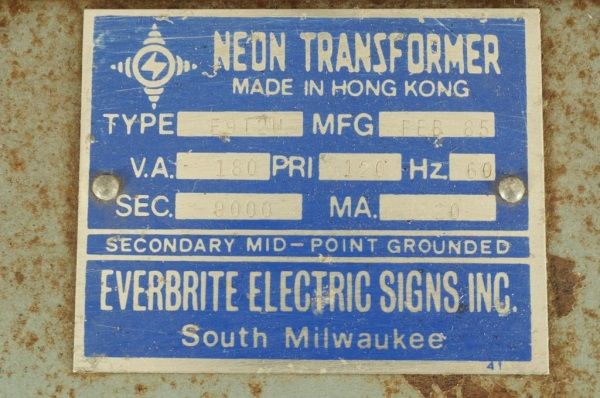 NEON TRANSFORMER
MADE IN HONG KONG
TYPE MFG FEB 85
V.A. 180 PRI 120 Hz. 60
SEC. 9000 MA. 20
SECONDARY MID-POINT GROUNDED
EVERBRITE ELECTRIC SIGNS INC.
South Milwaukee
41